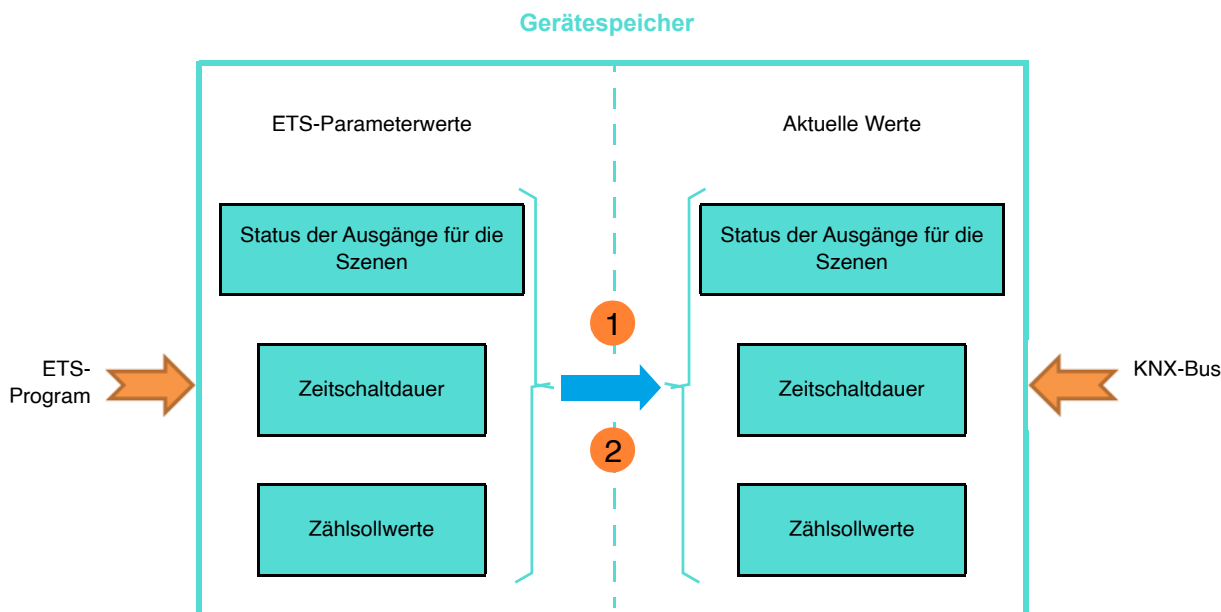 Gerätespeicher
ETS-Parameterwerte
Aktuelle Werte
Status der Ausgänge für die
Szenen
Status der Ausgänge für die
Szenen
1
ETS-
Program
Zeitschaltdauer
Zeitschaltdauer
KNX-Bus
2
Zählsollwerte
Zählsollwerte